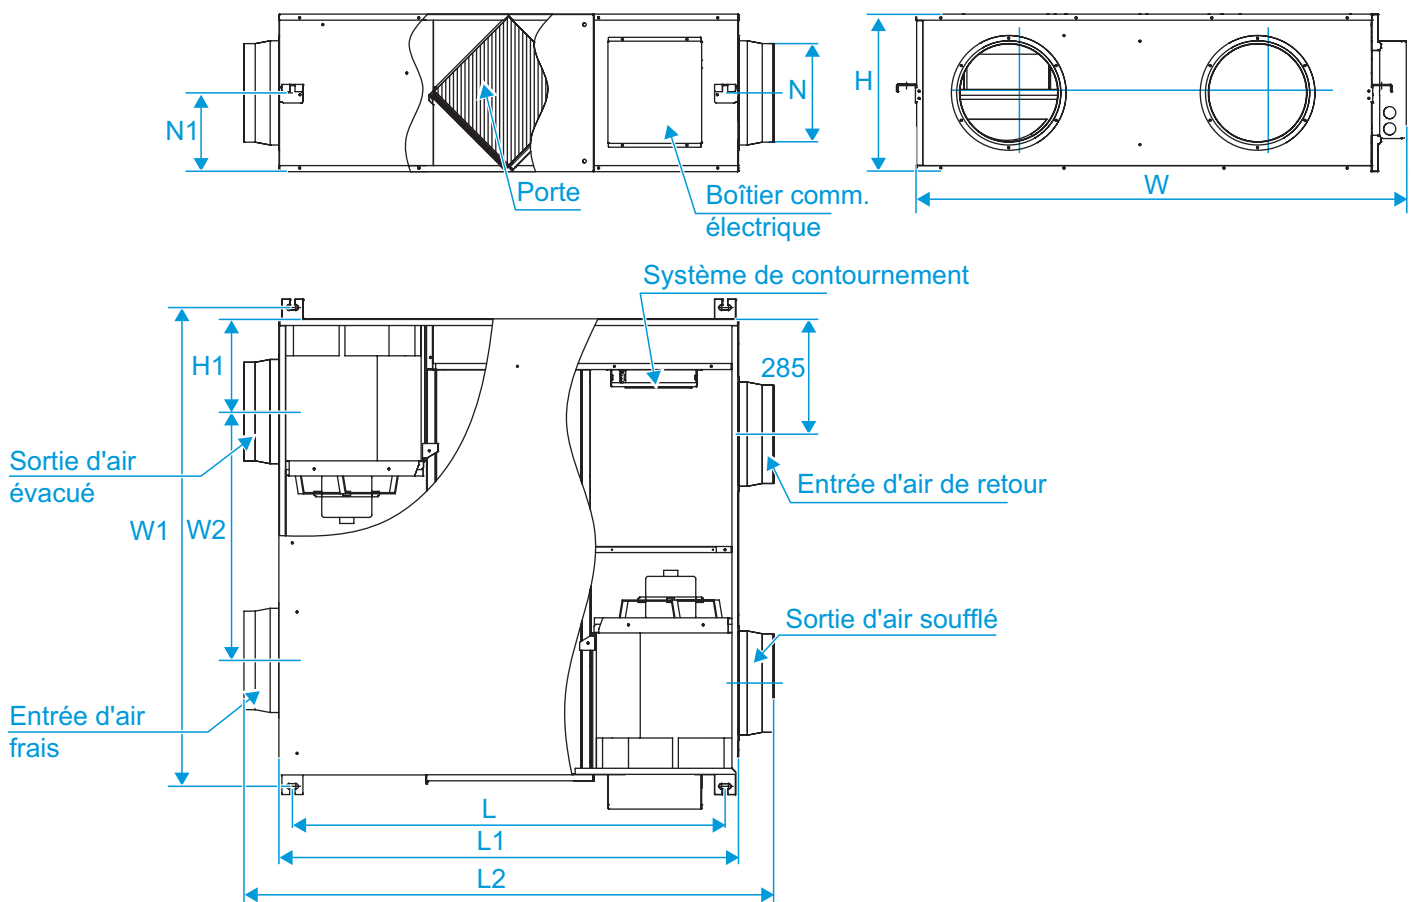 N1
N
H
Porte
Boîtier comm.
électrique
W
Système de contournement
H1
285
Sortie d'air
évacué
Entrée d'air de retour
W1
W2
Sortie d'air soufflé
Entrée d'air
frais
L
L1
L2